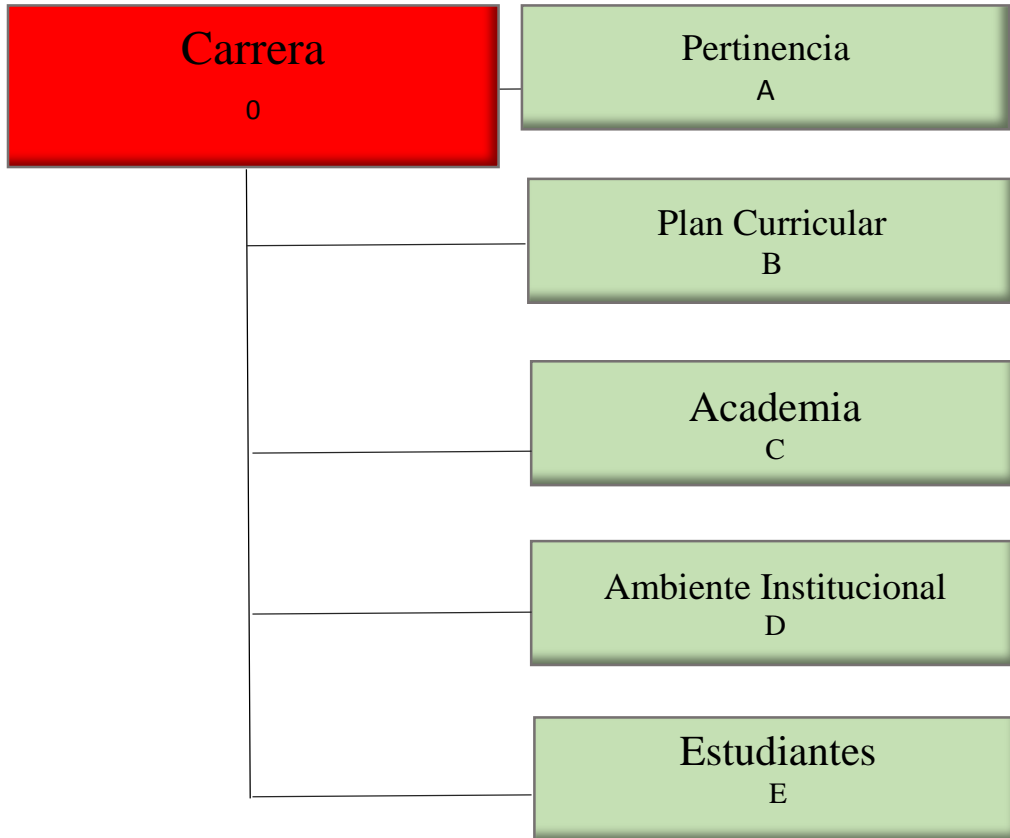 Carrera
0
Pertinencia
A
Plan Curricular
B
Academia
C
Ambiente Institucional
D
Estudiantes
E